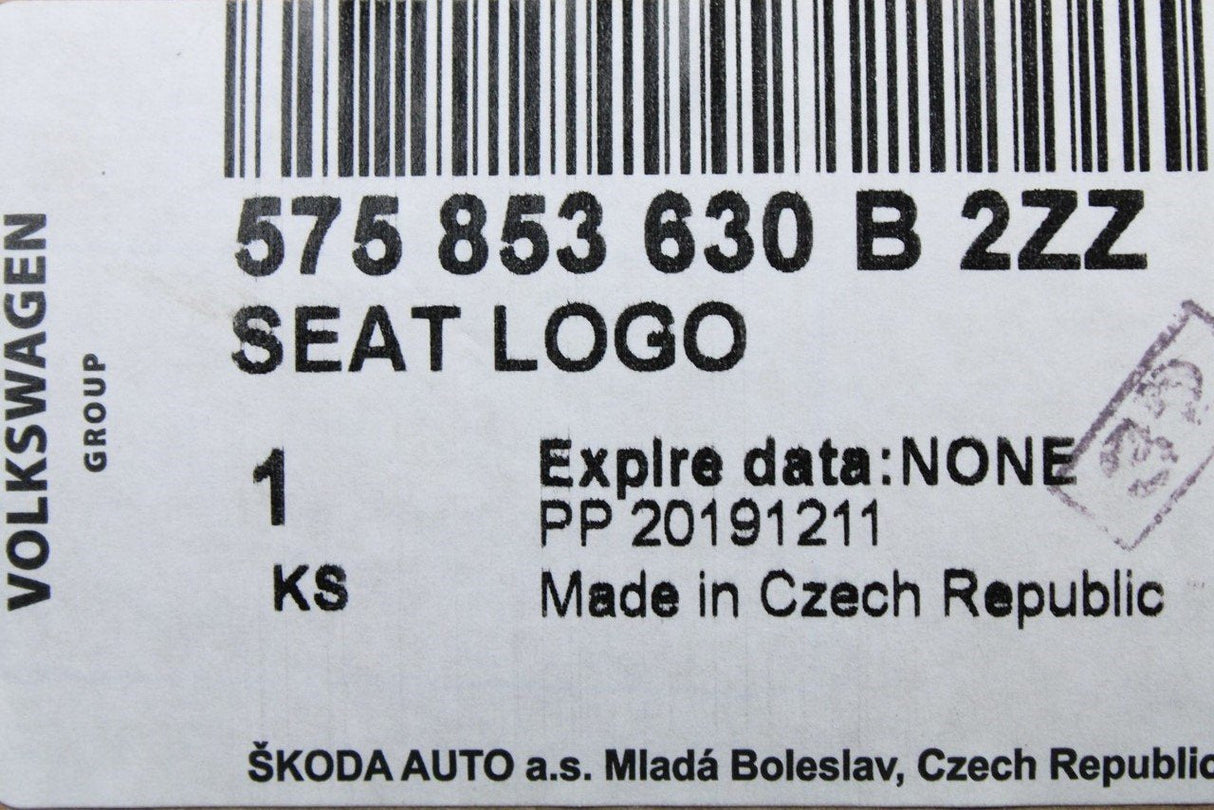 VOLKSWAGEN
GROUP
575 853 630 B 2ZZ
SEAT LOGO
1
KS
Expire data:NONE
PP 20191211
Made in Czech Republic
ŠKODA AUTO a.s. Mladá Boleslav, Czech Republic